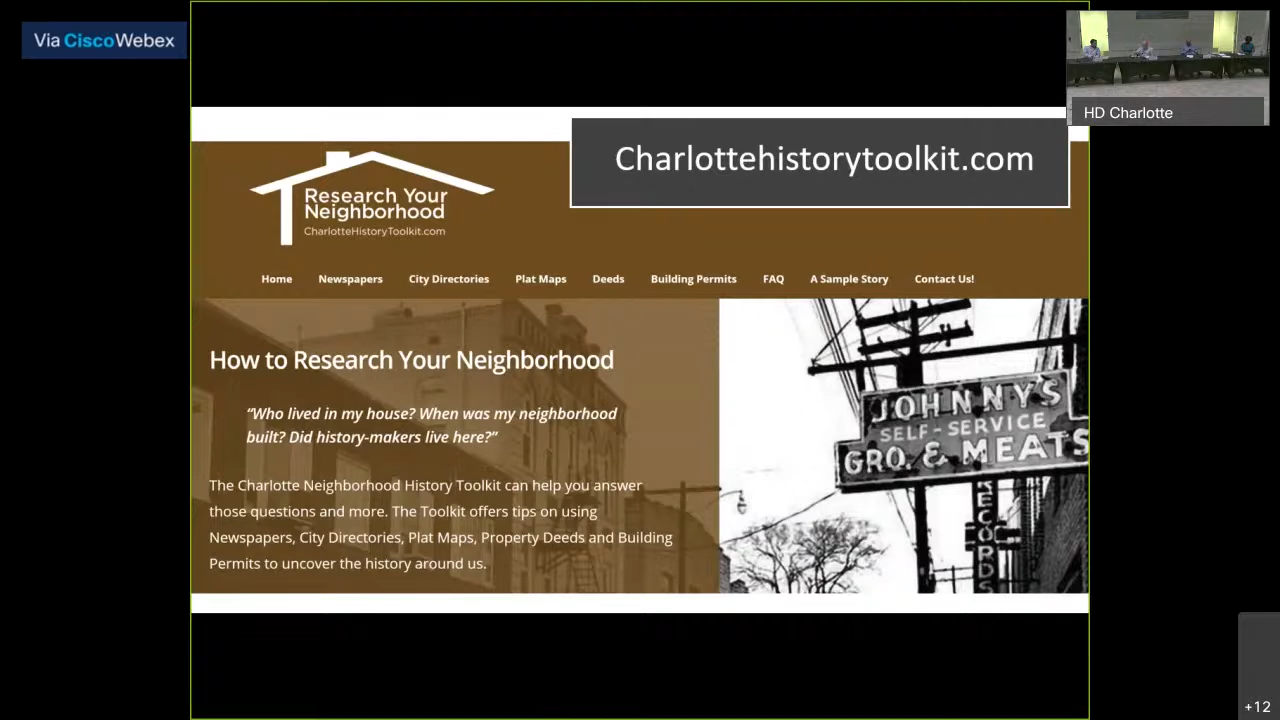 Via Cisco Webex
HD Charlotte
Charlottehistorytoolkit.com
Research Your
Neighborhood
CharlotteHistoryToolkit.com
Home Newspapers City Directories Plat Maps Deeds Building Permits FAQ A Sample Story Contact Us!
How to Research Your Neighborhood
“Who lived in my house? When was my neighborhood
built? Did history-makers live here?”
The Charlotte Neighborhood History Toolkit can help you answer
those questions and more. The Toolkit offers tips on using
Newspapers, City Directories, Plat Maps, Property Deeds and Building
Permits to uncover the history around us.
JOHNNY'S
SELF-SERVICE
GRO. & MEATS
RECORDS
+12